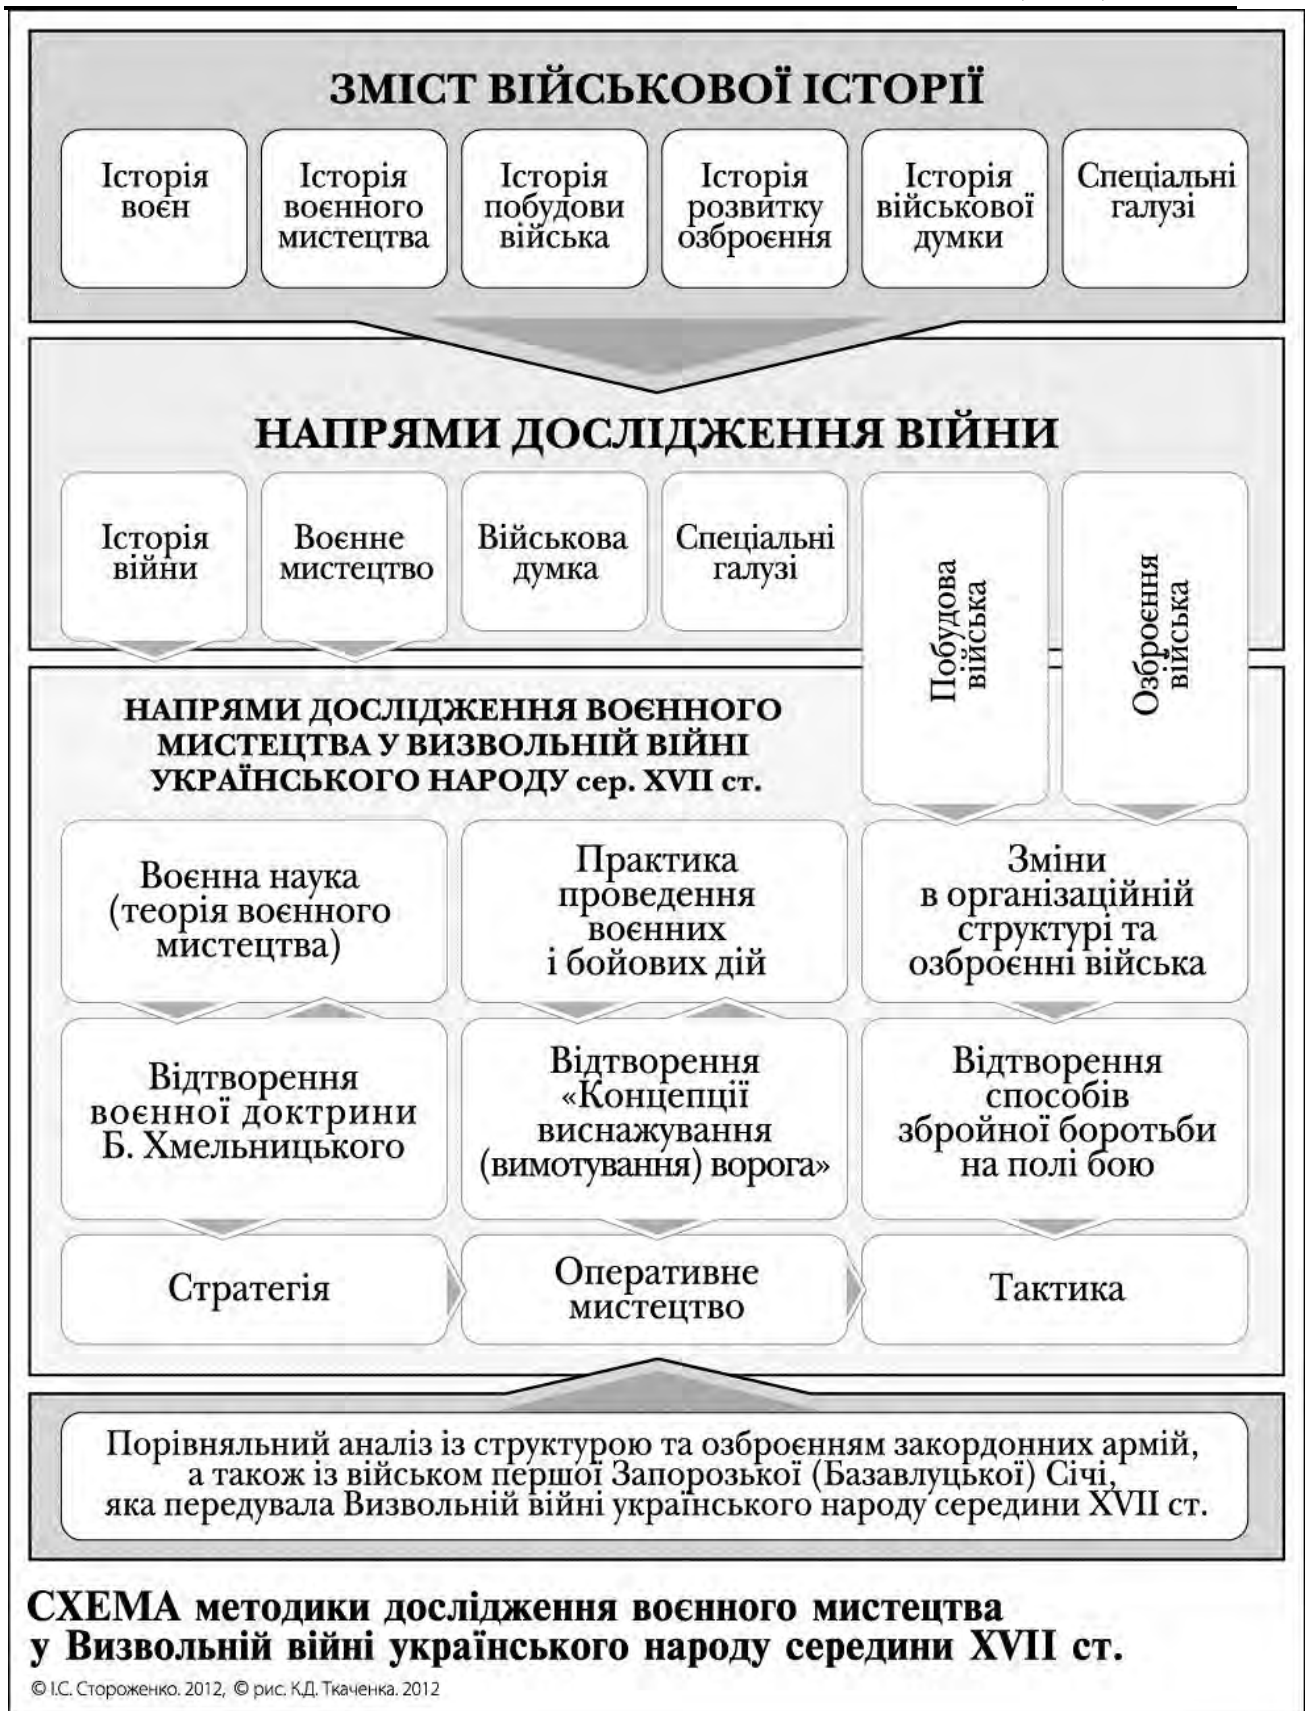 ЗМІСТ ВІЙСЬКОВОЇ ІСТОРІЇ
Історія
воєн
Історія
воєнного
мистецтва
Історія
побудови
війська
Історія
розвитку
озброєння
Історія
військової
думки
Спеціальні
галузі
НАПРЯМИ ДОСЛІДЖЕННЯ ВІЙНИ
Історія
війни
Воєнне
мистецтво
Військова
думка
Спеціальні
галузі
Побудова
війська
Озброєння
війська
НАПРЯМИ ДОСЛІДЖЕННЯ ВОЄННОГО
МИСТЕЦТВА У ВИЗВОЛЬНІЙ ВІЙНІ
УКРАЇНСЬКОГО НАРОДУ сер. XVII ст.
Воєнна наука
(теорія воєнного
мистецтва)
Практика
проведення
воєнних
і бойових дій
Зміни
в організаційній
структурі та
озброєнні війська
Відтворення
воєнної доктрини
Б. Хмельницького
Відтворення
«Концепції
виснажування
(вимотування) ворога»
Відтворення
способів
збройної боротьби
на полі бою
Стратегія
Оперативне
мистецтво
Тактика
Порівняльний аналіз із структурою та озброєнням закордонних армій,
а також із військом першої Запорозької (Базавлуцької) Січі,
яка передувала Визвольній війні українського народу середини XVII ст.
СХЕМА методики дослідження воєнного мистецтва
у Визвольній війні українського народу середини XVII ст.
© І.С. Стороженко. 2012, © рис. К.Д. Ткаченка. 2012